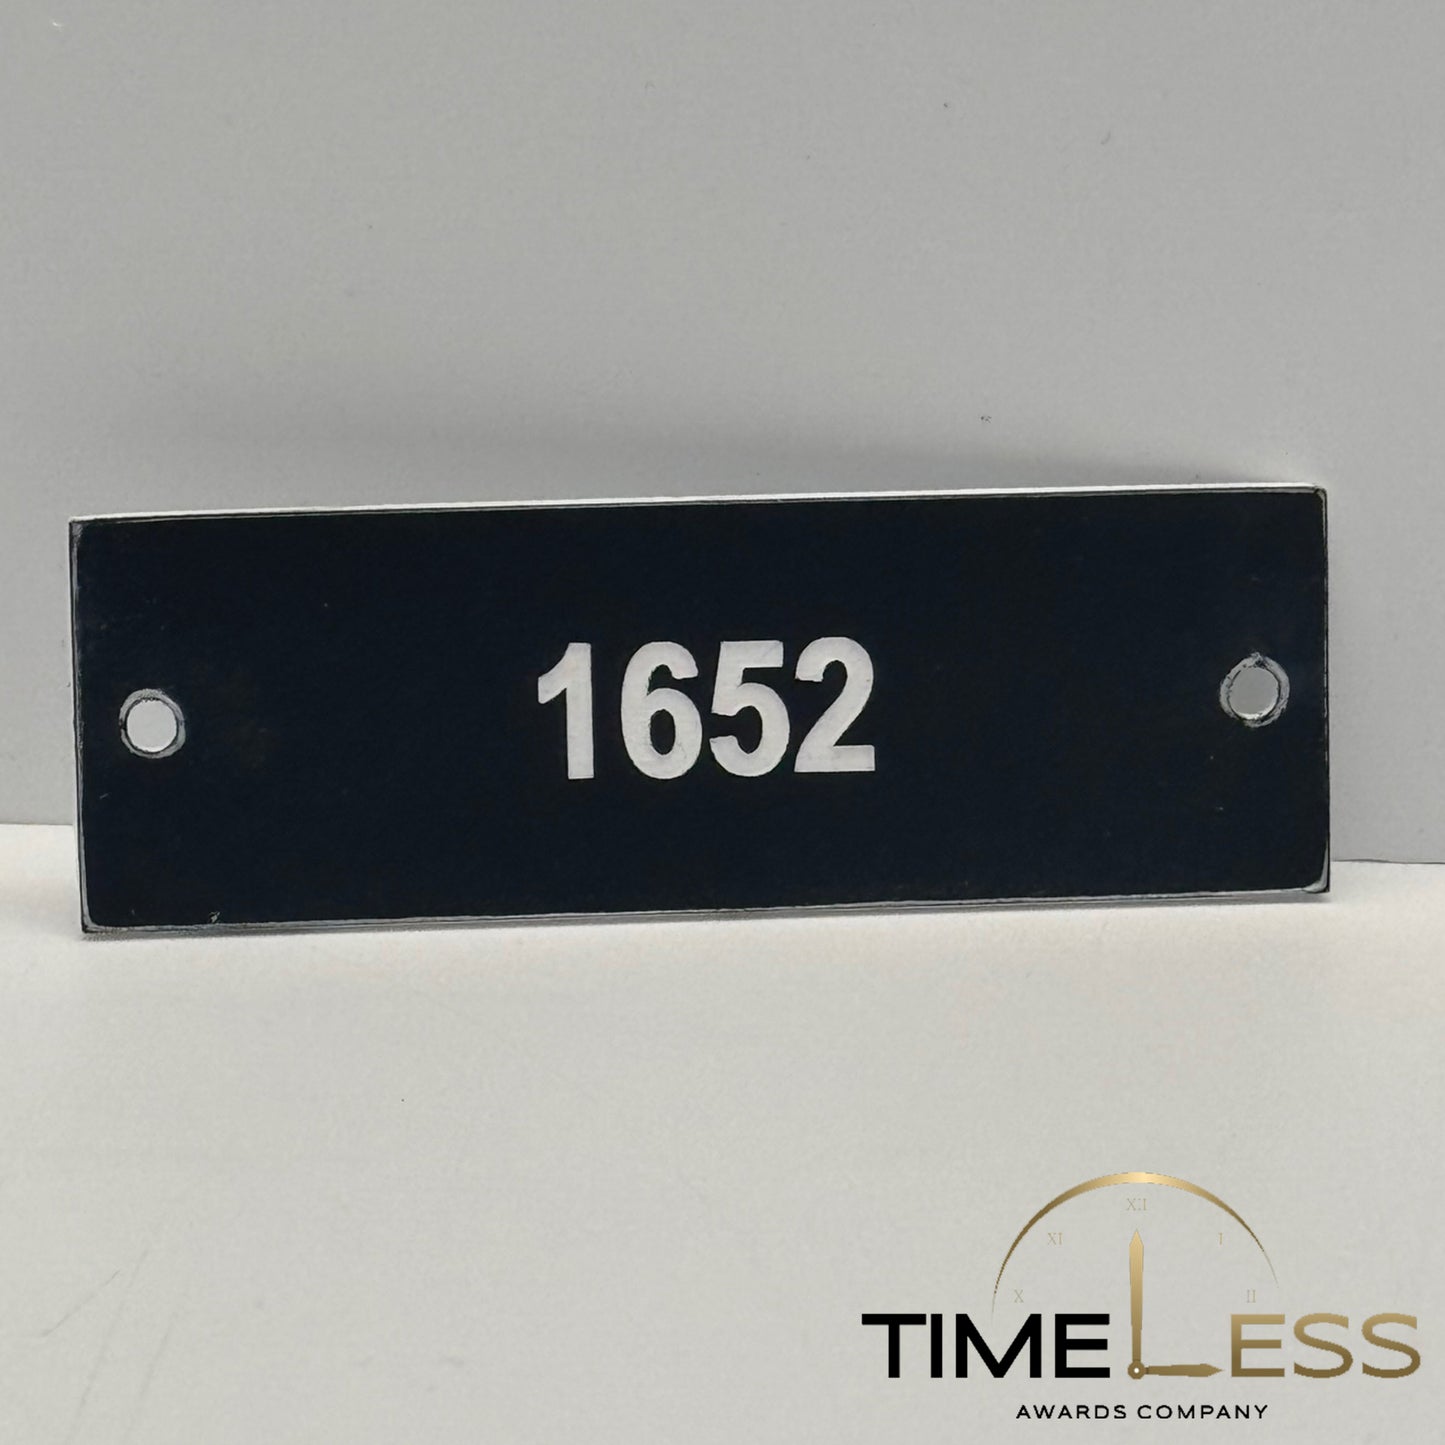 1652
XII
XI
I
X
II
TIMELESS
AWARDS COMPANY